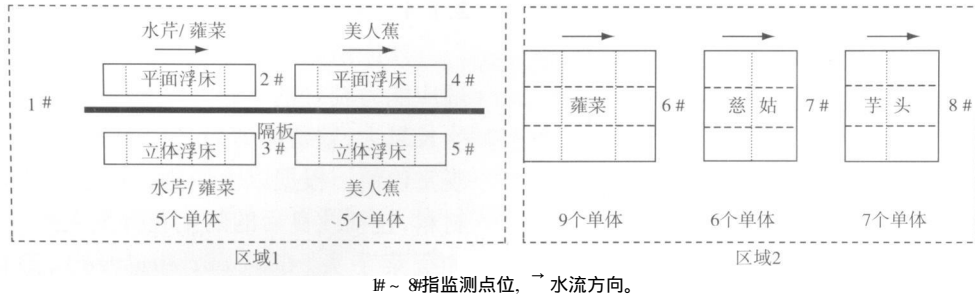 水芹/ 蕹菜 美人蕉
平面浮床 2 # 平面浮床 4 #
1 #
隔板
立体浮床 3 # 立体浮床 5 #
水芹/ 蕹菜 美人蕉
5个单体 5个单体
区域1
蕹菜 6 # 慈 姑 7 # 芋 头 8 #
9个单体 6个单体 7个单体
区域2
1# ~ 8#指监测点位, → 水流方向。